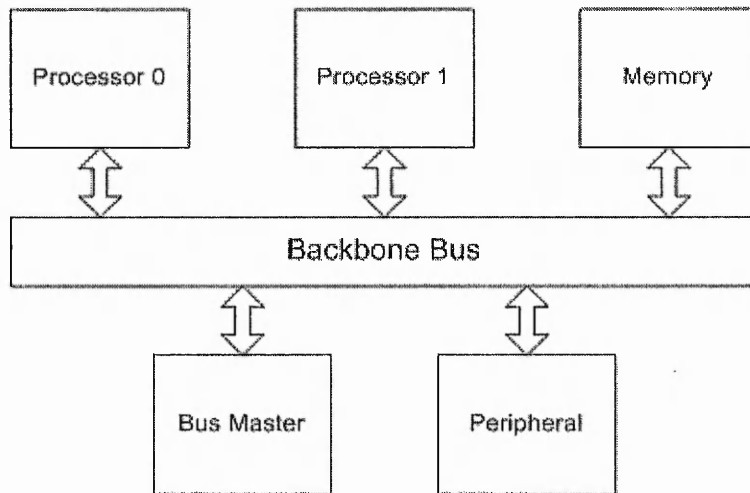 Processor 0
Processor 1
Memory
Backbone Bus
Bus Master
Peripheral